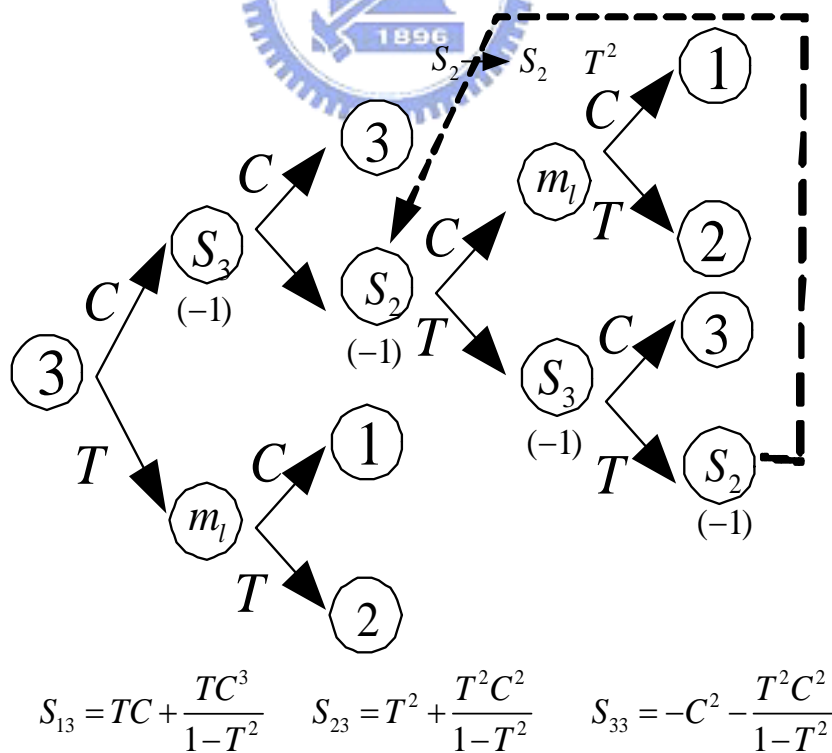 1896
S₂ → S₂ T²
1
C
3
m_l
C
T
S₃
C
2
(-1)
S₂
C
3
C
(-1)
T
3
S₃
(-1)
T
1
C
S₂
T
(-1)
m_l
T
2
S₁₃ = TC + TC³/(1-T²) S₂₃ = T² + T²C²/(1-T²) S₃₃ = -C² - T²C²/(1-T²)